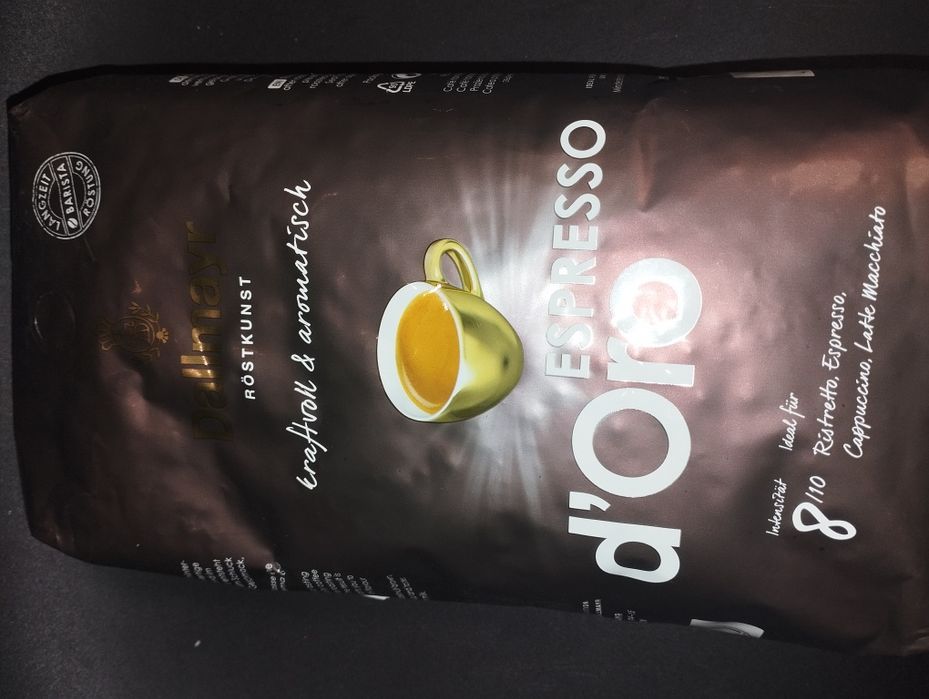 LANGZEIT
BARISTA
RÖSTUNG
Dallmayr
RÖSTKUNST
kraftvoll & aromatisch
ESPRESSO
d'Oro
Intensität
8/10
Ideal für
Ristretto, Espresso,
Cappuccino, Latte Macchiato
LDPE